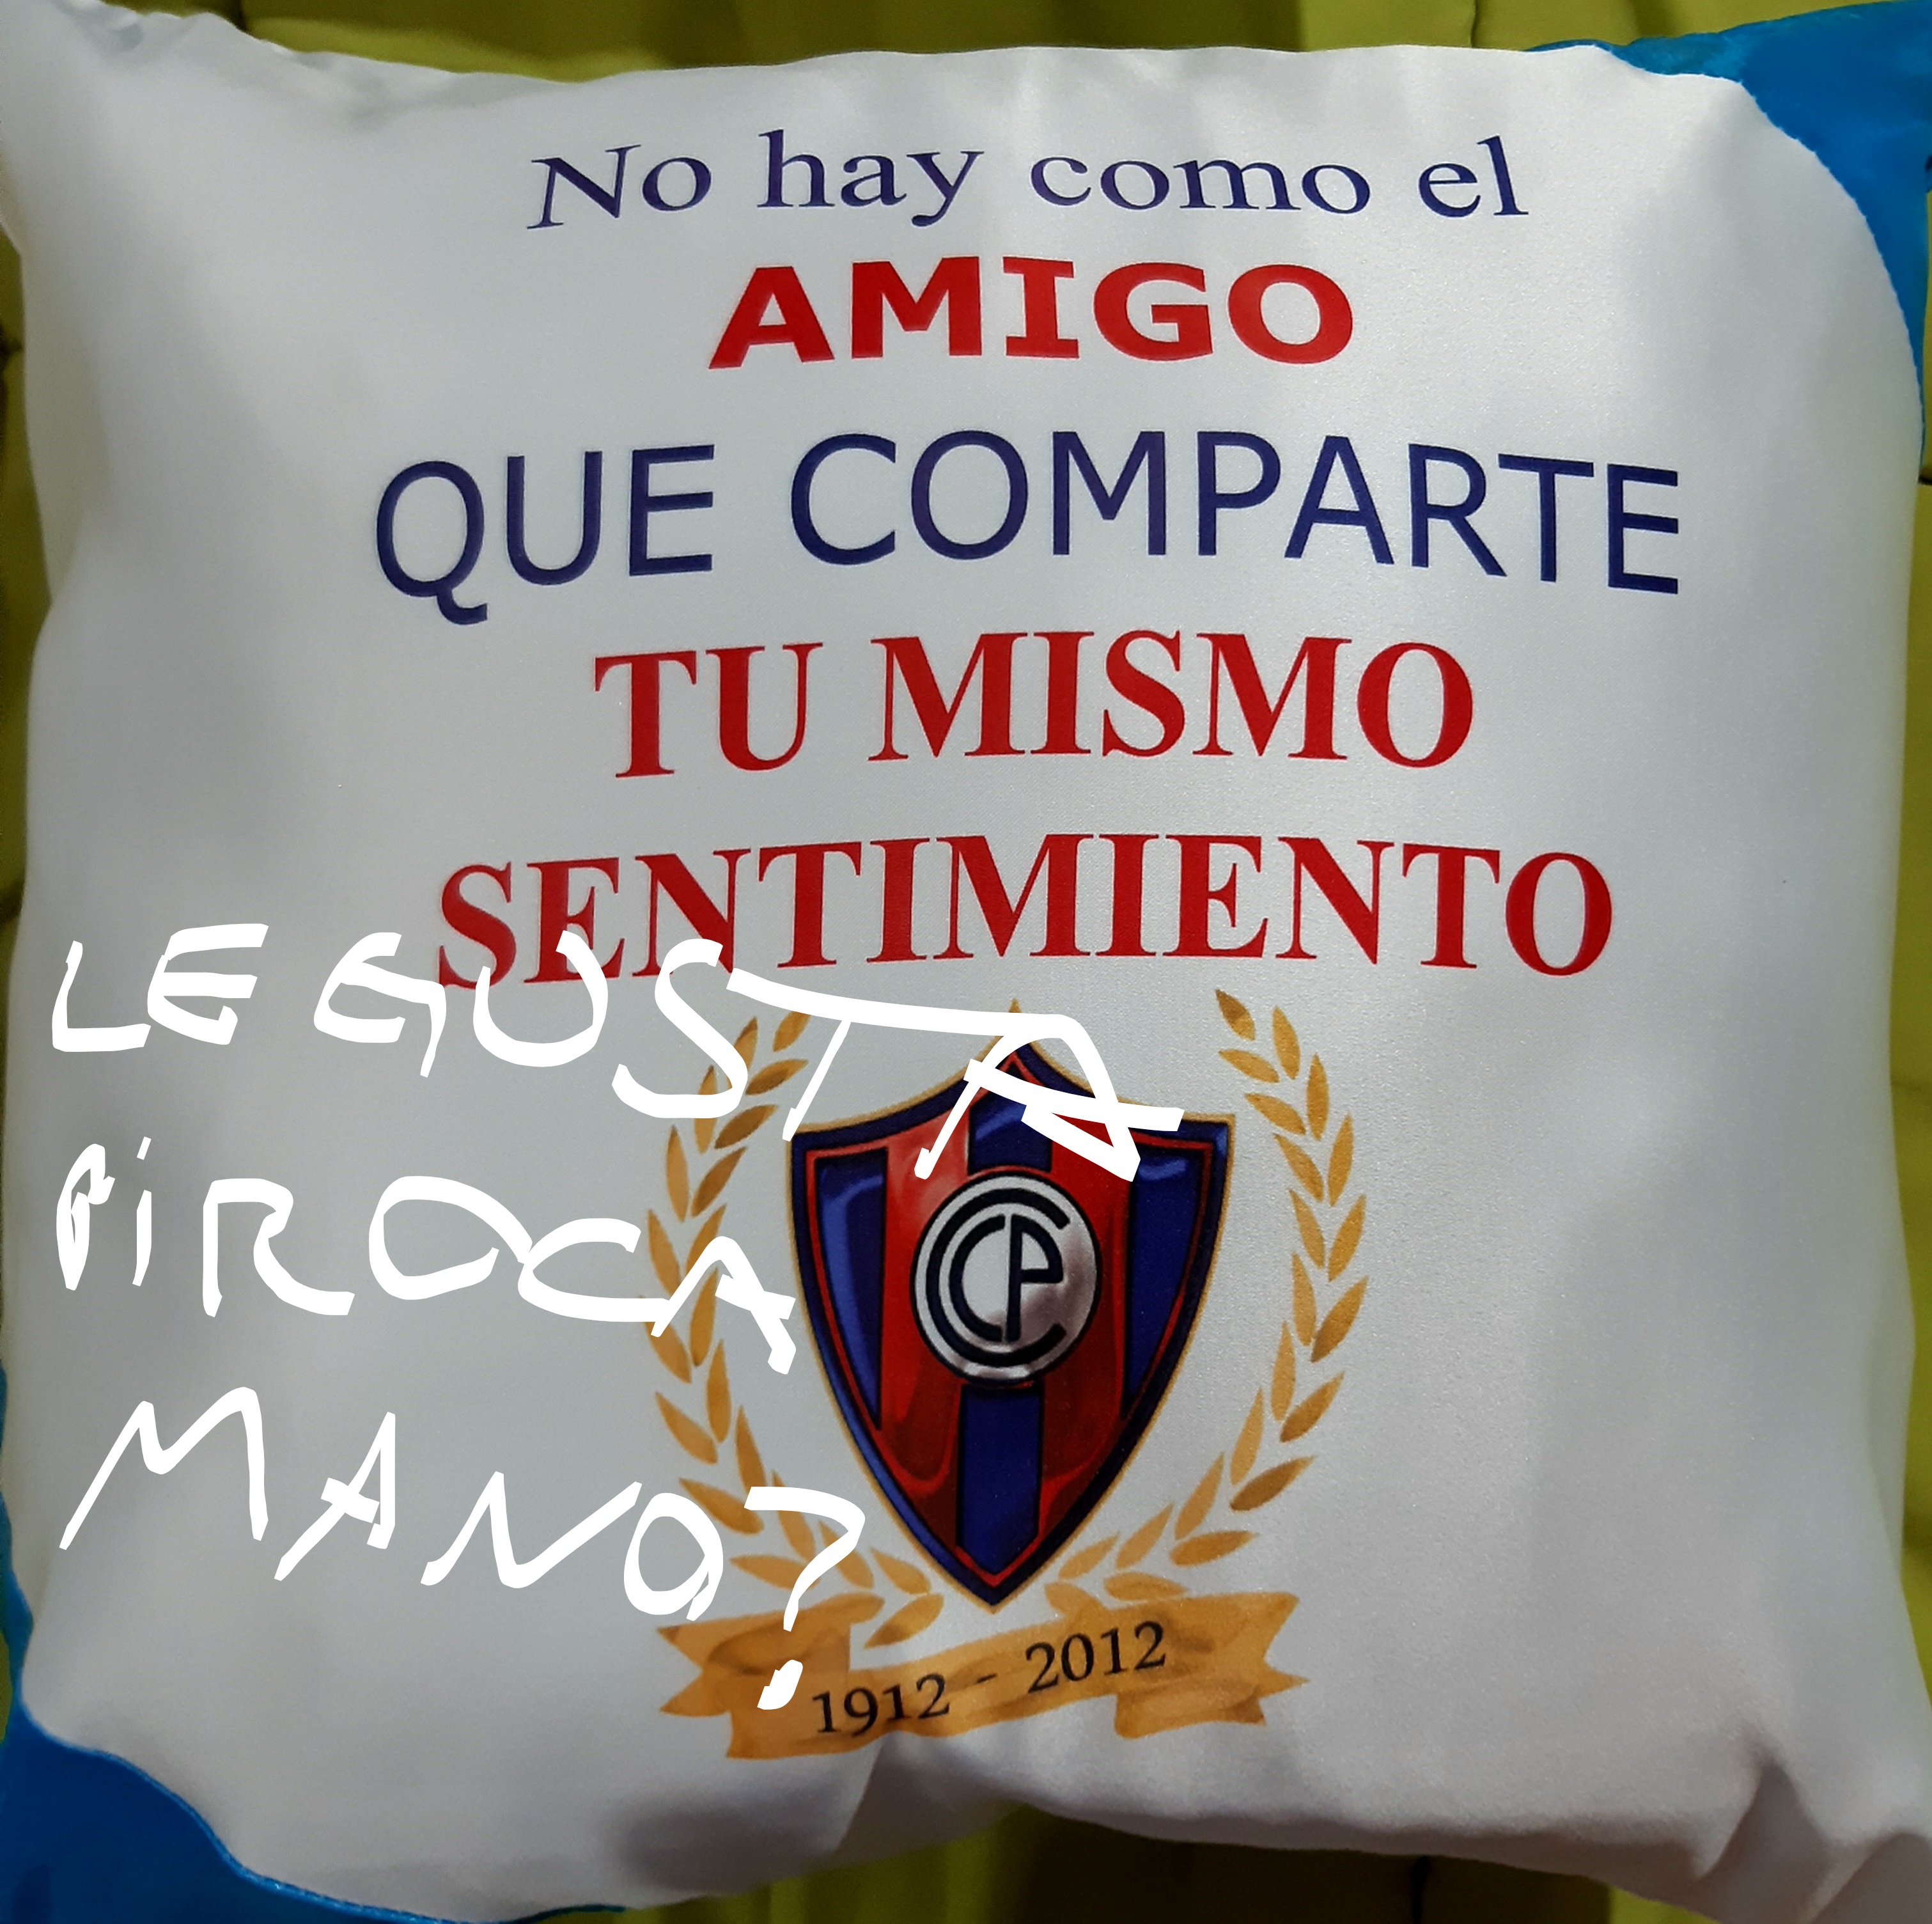 No hay como el
AMIGO
QUE COMPARTE
TU MISMO
SENTIMIENTO
LE GUSTA
PIROCA
MANO?
CCP
1912 - 2012